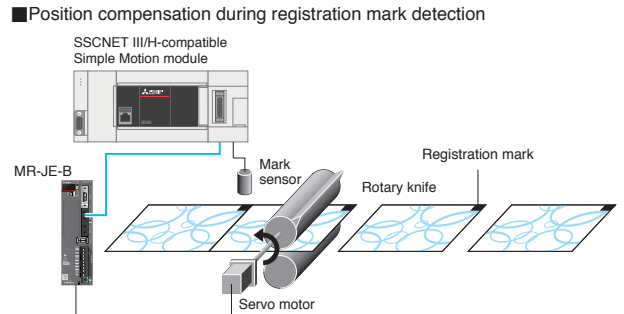 ■Position compensation during registration mark detection
SSCNET III/H-compatible
Simple Motion module
MR-JE-B
Mark
sensor
Registration mark
Rotary knife
Servo motor